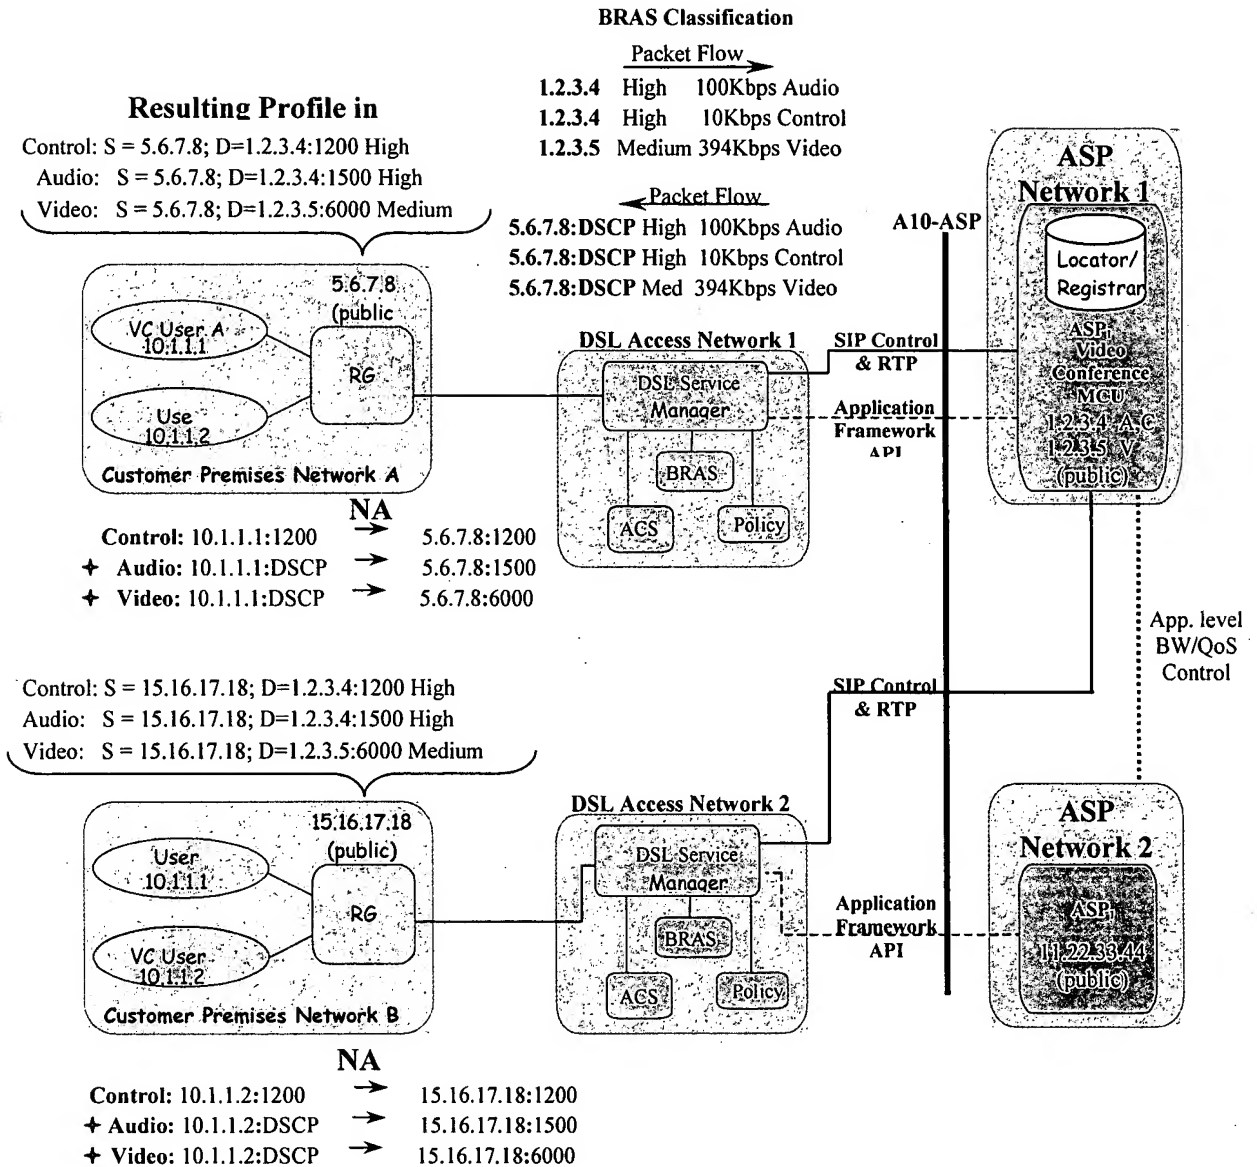 BRAS Classification
Packet Flow
1.2.3.4 High 100Kbps Audio
1.2.3.4 High 10Kbps Control
1.2.3.5 Medium 394Kbps Video
Packet Flow
5.6.7.8:DSCP High 100Kbps Audio
5.6.7.8:DSCP High 10Kbps Control
5.6.7.8:DSCP Med 394Kbps Video
Resulting Profile in
Control: S = 5.6.7.8; D=1.2.3.4:1200 High
Audio: S = 5.6.7.8; D=1.2.3.4:1500 High
Video: S = 5.6.7.8; D=1.2.3.5:6000 Medium
5.6.7.8
(public
VC User A
10.1.1.1
RG
Use
10.1.1.2
Customer Premises Network A
NA
Control: 10.1.1.1:1200 → 5.6.7.8:1200
✦ Audio: 10.1.1.1:DSCP → 5.6.7.8:1500
✦ Video: 10.1.1.1:DSCP → 5.6.7.8:6000
DSL Access Network 1
DSL Service
Manager
BRAS
ACS
Policy
A10-ASP
SIP Control
& RTP
Application
Framework
API
ASP
Network 1
Locator/
Registrar
ASP1
Video
Conference
MCU
1.2.3.4 A,C
1.2.3.5 V
(public)
App. level
BW/QoS
Control
Control: S = 15.16.17.18; D=1.2.3.4:1200 High
Audio: S = 15.16.17.18; D=1.2.3.4:1500 High
Video: S = 15.16.17.18; D=1.2.3.5:6000 Medium
15.16.17.18
(public)
User
10.1.1.1
RG
VC User
10.1.1.2
Customer Premises Network B
NA
Control: 10.1.1.2:1200 → 15.16.17.18:1200
✦ Audio: 10.1.1.2:DSCP → 15.16.17.18:1500
✦ Video: 10.1.1.2:DSCP → 15.16.17.18:6000
DSL Access Network 2
DSL Service
Manager
BRAS
ACS
Policy
SIP Control
& RTP
Application
Framework
API
ASP
Network 2
ASP1
11.22.33.44
(public)